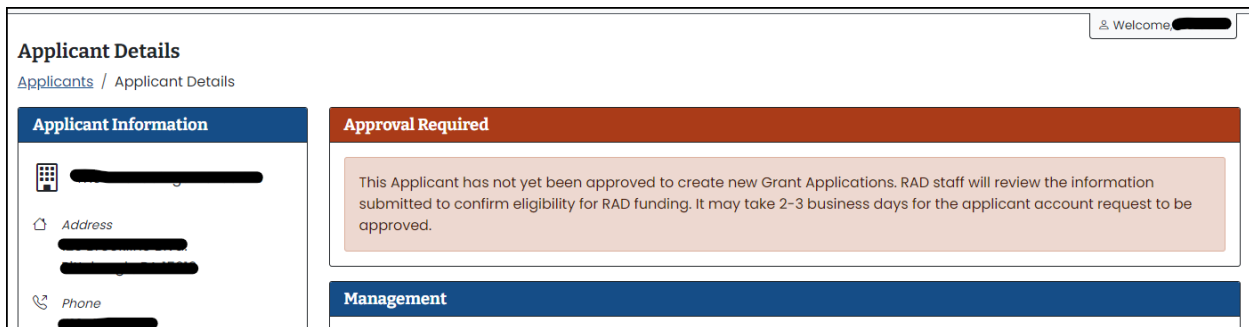 Welcome,
Applicant Details
Applicants / Applicant Details
Applicant Information
Address
Phone
Approval Required
This Applicant has not yet been approved to create new Grant Applications. RAD staff will review the information
submitted to confirm eligibility for RAD funding. It may take 2-3 business days for the applicant account request to be
approved.
Management